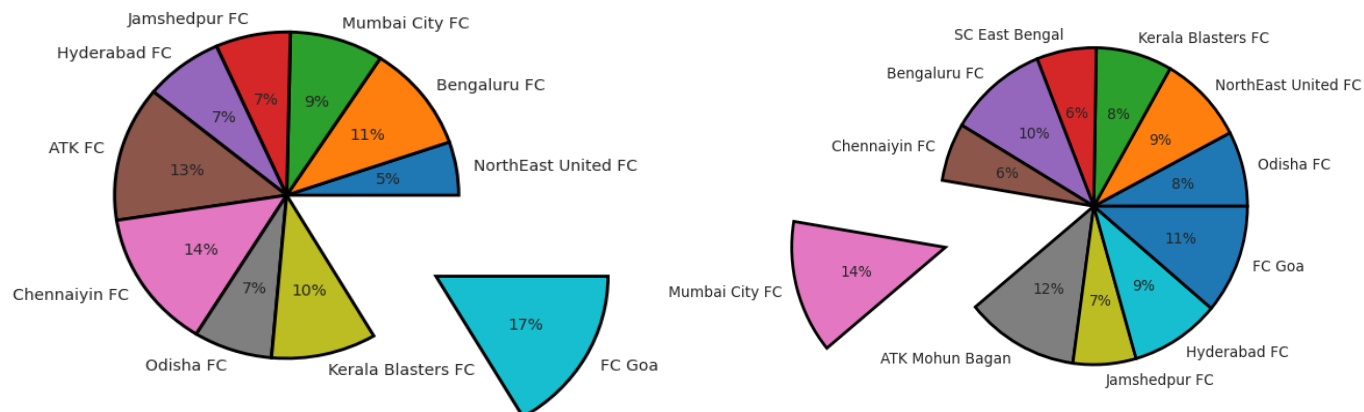 Jamshedpur FC
Mumbai City FC
Hyderabad FC
Bengaluru FC
ATK FC
NorthEast United FC
Chennaiyin FC
Odisha FC
Kerala Blasters FC
FC Goa
7%
9%
7%
11%
13%
5%
14%
7%
10%
17%
SC East Bengal
Kerala Blasters FC
Bengaluru FC
NorthEast United FC
Chennaiyin FC
Odisha FC
Mumbai City FC
FC Goa
ATK Mohun Bagan
Hyderabad FC
Jamshedpur FC
6%
8%
10%
9%
6%
8%
14%
11%
12%
7%
9%